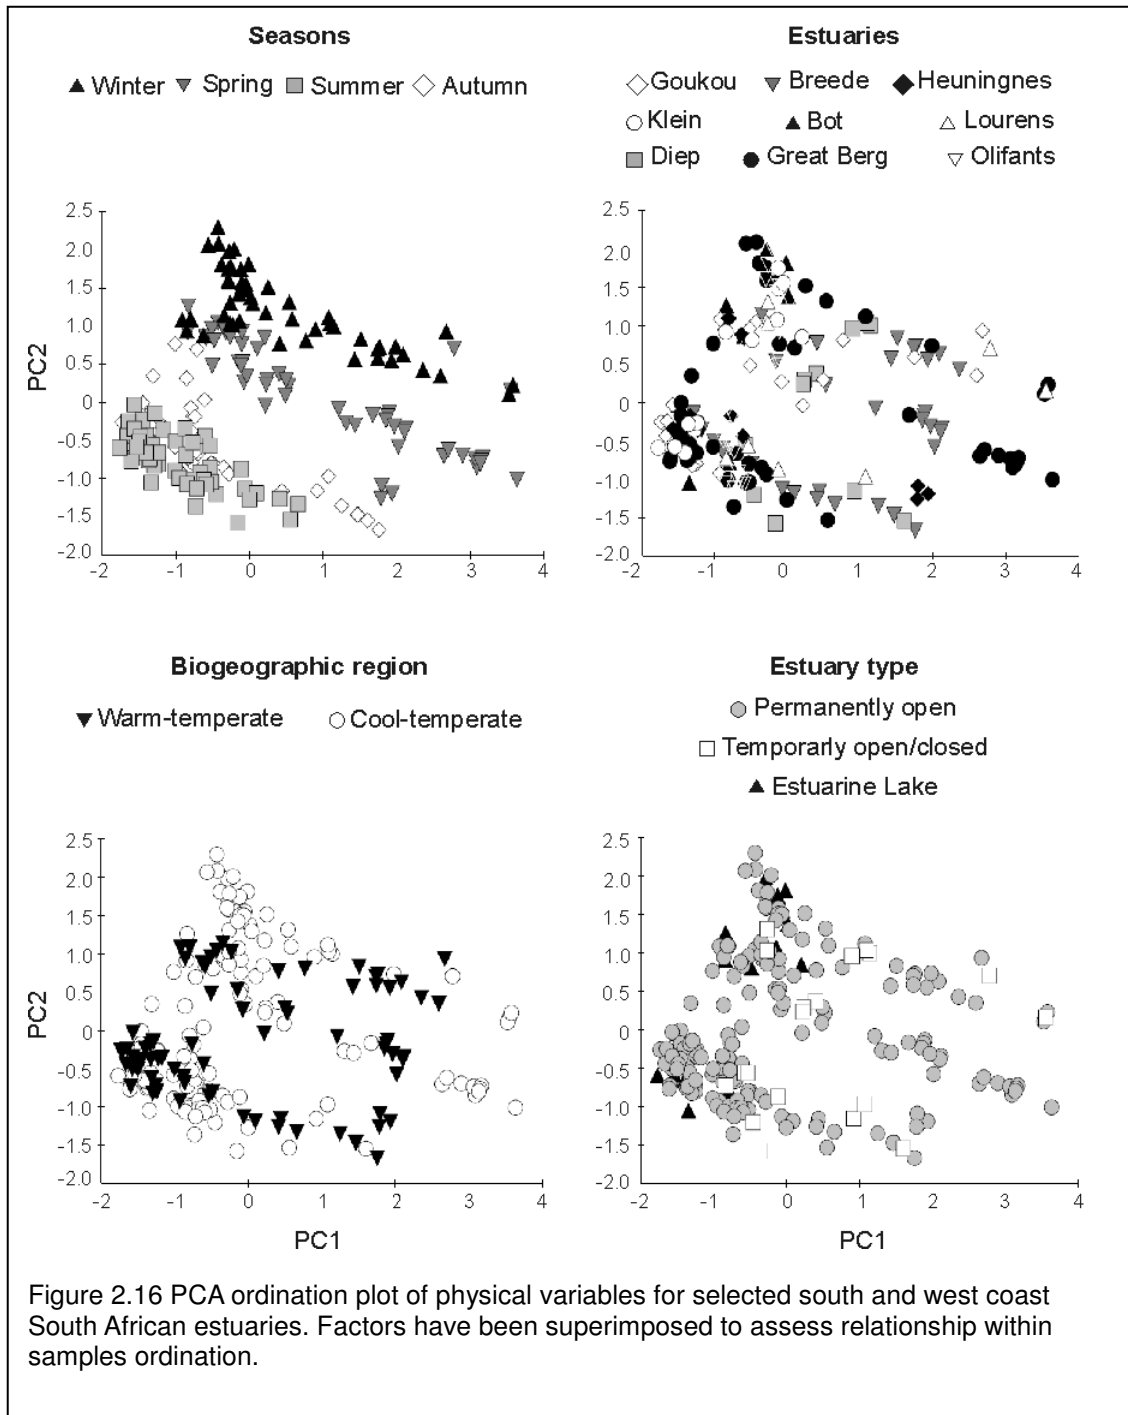 Seasons
Winter Spring Summer Autumn
PC2
2.5
2.0
1.5
1.0
0.5
0
-0.5
-1.0
-1.5
-2.0
-2 -1 0 1 2 3 4
Estuaries
Goukou Breede Heuningnes
Klein Bot Lourens
Diep Great Berg Olifants
2.5
2.0
1.5
1.0
0.5
0
-0.5
-1.0
-1.5
-2.0
-2 -1 0 1 2 3 4
Biogeographic region
Warm-temperate Cool-temperate
PC2
2.5
2.0
1.5
1.0
0.5
0
-0.5
-1.0
-1.5
-2.0
-2 -1 0 1 2 3 4
PC1
Estuary type
Permanently open
Temporarly open/closed
Estuarine Lake
2.5
2.0
1.5
1.0
0.5
0
-0.5
-1.0
-1.5
-2.0
-2 -1 0 1 2 3 4
PC1
Figure 2.16 PCA ordination plot of physical variables for selected south and west coast
South African estuaries. Factors have been superimposed to assess relationship within
samples ordination.